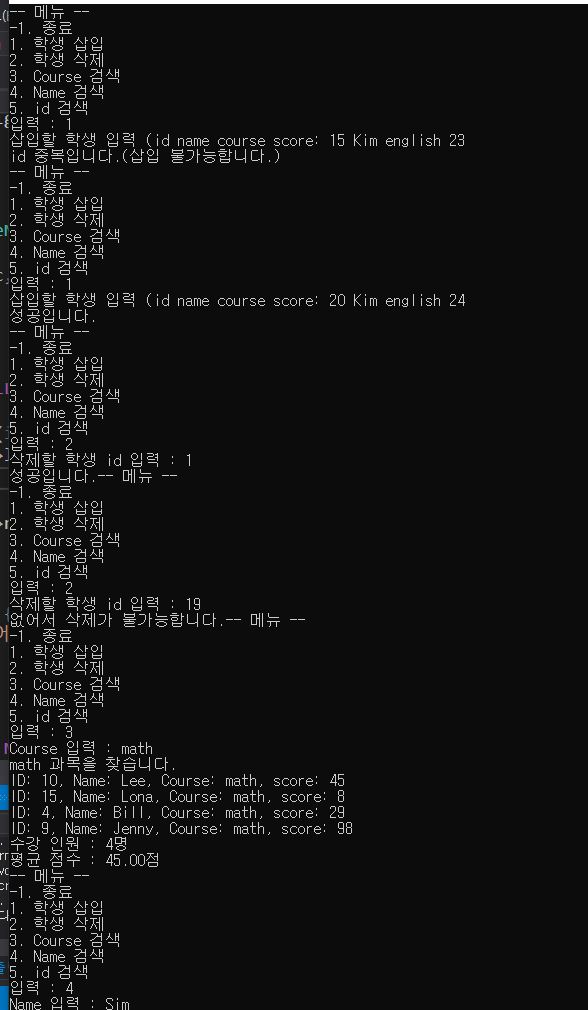 -- 메뉴 --
-1. 종료
1. 학생 삽입
2. 학생 삭제
3. Course 검색
4. Name 검색
5. id 검색
입력 : 1
삽입할 학생 입력 (id name course score: 15 Kim english 23
id 중복입니다.(삽입 불가능합니다.)
-- 메뉴 --
-1. 종료
1. 학생 삽입
2. 학생 삭제
3. Course 검색
4. Name 검색
5. id 검색
입력 : 1
삽입할 학생 입력 (id name course score: 20 Kim english 24
성공입니다.
-- 메뉴 --
-1. 종료
1. 학생 삽입
2. 학생 삭제
3. Course 검색
4. Name 검색
5. id 검색
입력 : 2
삭제할 학생 id 입력 : 1
성공입니다.-- 메뉴 --
-1. 종료
1. 학생 삽입
2. 학생 삭제
3. Course 검색
4. Name 검색
5. id 검색
입력 : 2
삭제할 학생 id 입력 : 19
없어서 삭제가 불가능합니다.-- 메뉴 --
-1. 종료
1. 학생 삽입
2. 학생 삭제
3. Course 검색
4. Name 검색
5. id 검색
입력 : 3
Course 입력 : math
math 과목을 찾습니다.
ID: 10, Name: Lee, Course: math, score: 45
ID: 15, Name: Lona, Course: math, score: 8
ID: 4, Name: Bill, Course: math, score: 29
ID: 9, Name: Jenny, Course: math, score: 98
수강 인원 : 4명
평균 점수 : 45.00점
-- 메뉴 --
-1. 종료
1. 학생 삽입
2. 학생 삭제
3. Course 검색
4. Name 검색
5. id 검색
입력 : 4
Name 입력 : Sim